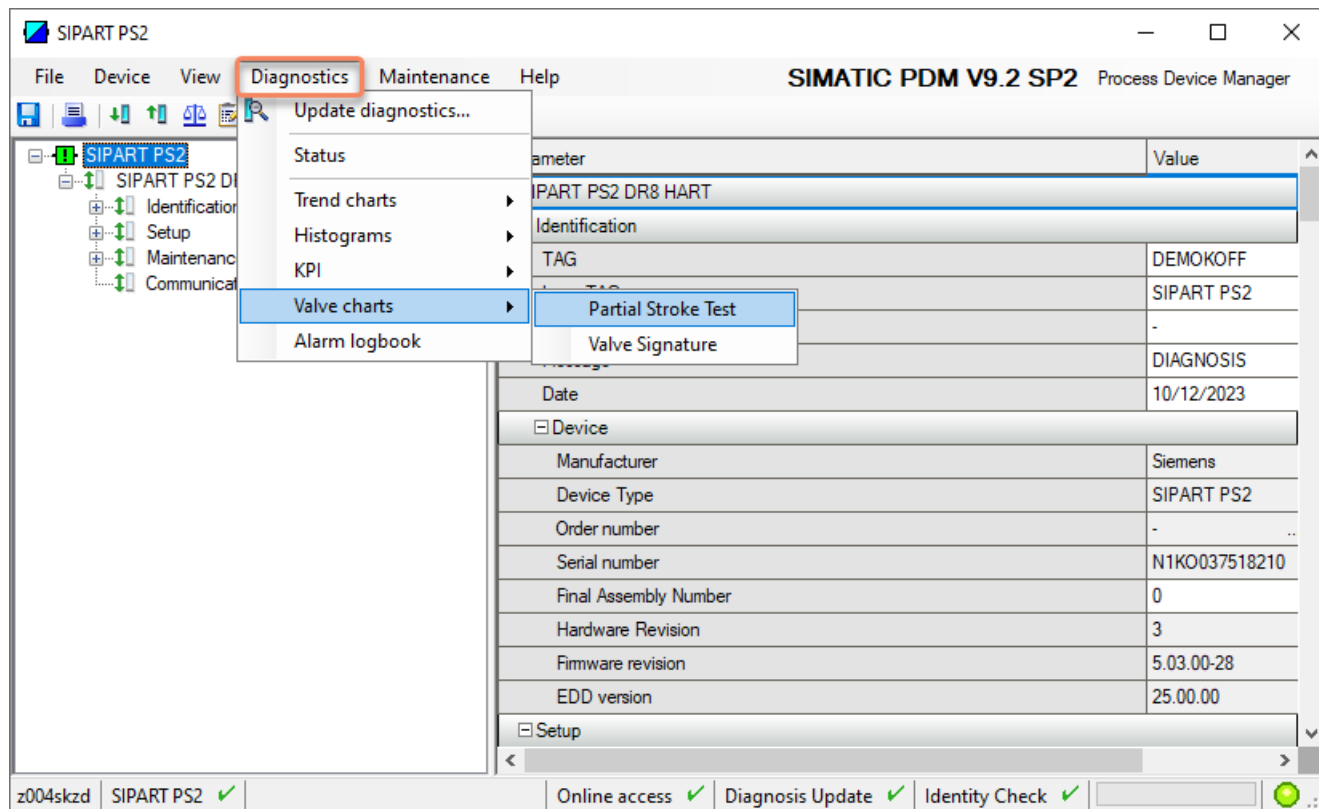 SIPART PS2
File Device View Diagnostics Maintenance Help SIMATIC PDM V9.2 SP2 Process Device Manager
Update diagnostics...
Status
Trend charts
Histograms
KPI
Valve charts
Alarm logbook
Partial Stroke Test
Valve Signature
SIPART PS2
SIPART PS2
Identification
Setup
Value
SIPART PS2 DR8 HART
Identification
TAG DEMOKOFF
SIPART PS2
-
DIAGNOSIS
Date 10/12/2023
Device
Manufacturer Siemens
Device Type SIPART PS2
Order number - ..
Serial number N1KO037518210
Final Assembly Number 0
Hardware Revision 3
Firmware revision 5.03.00-28
EDD version 25.00.00
Setup
z004skzd SIPART PS2 Online access Diagnosis Update Identity Check